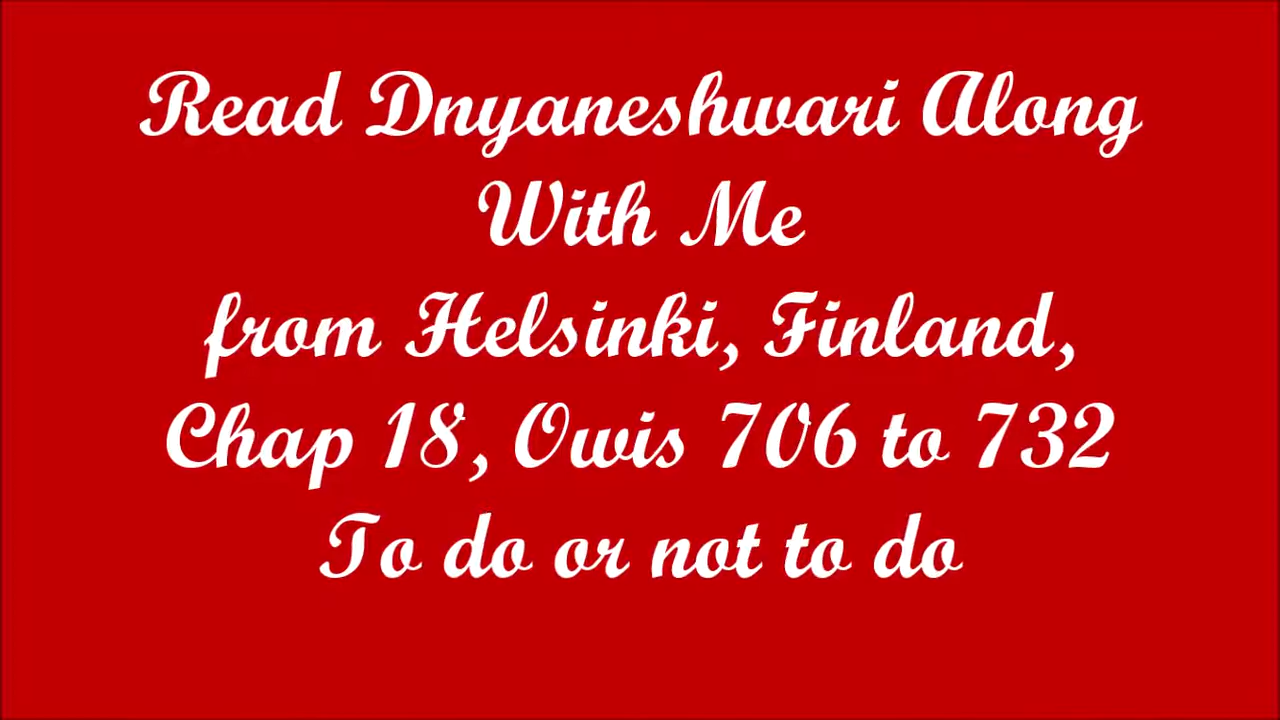 Read Dnyaneshwari Along
With Me
from Helsinki, Finland,
Chap 18, Owis 706 to 732
To do or not to do